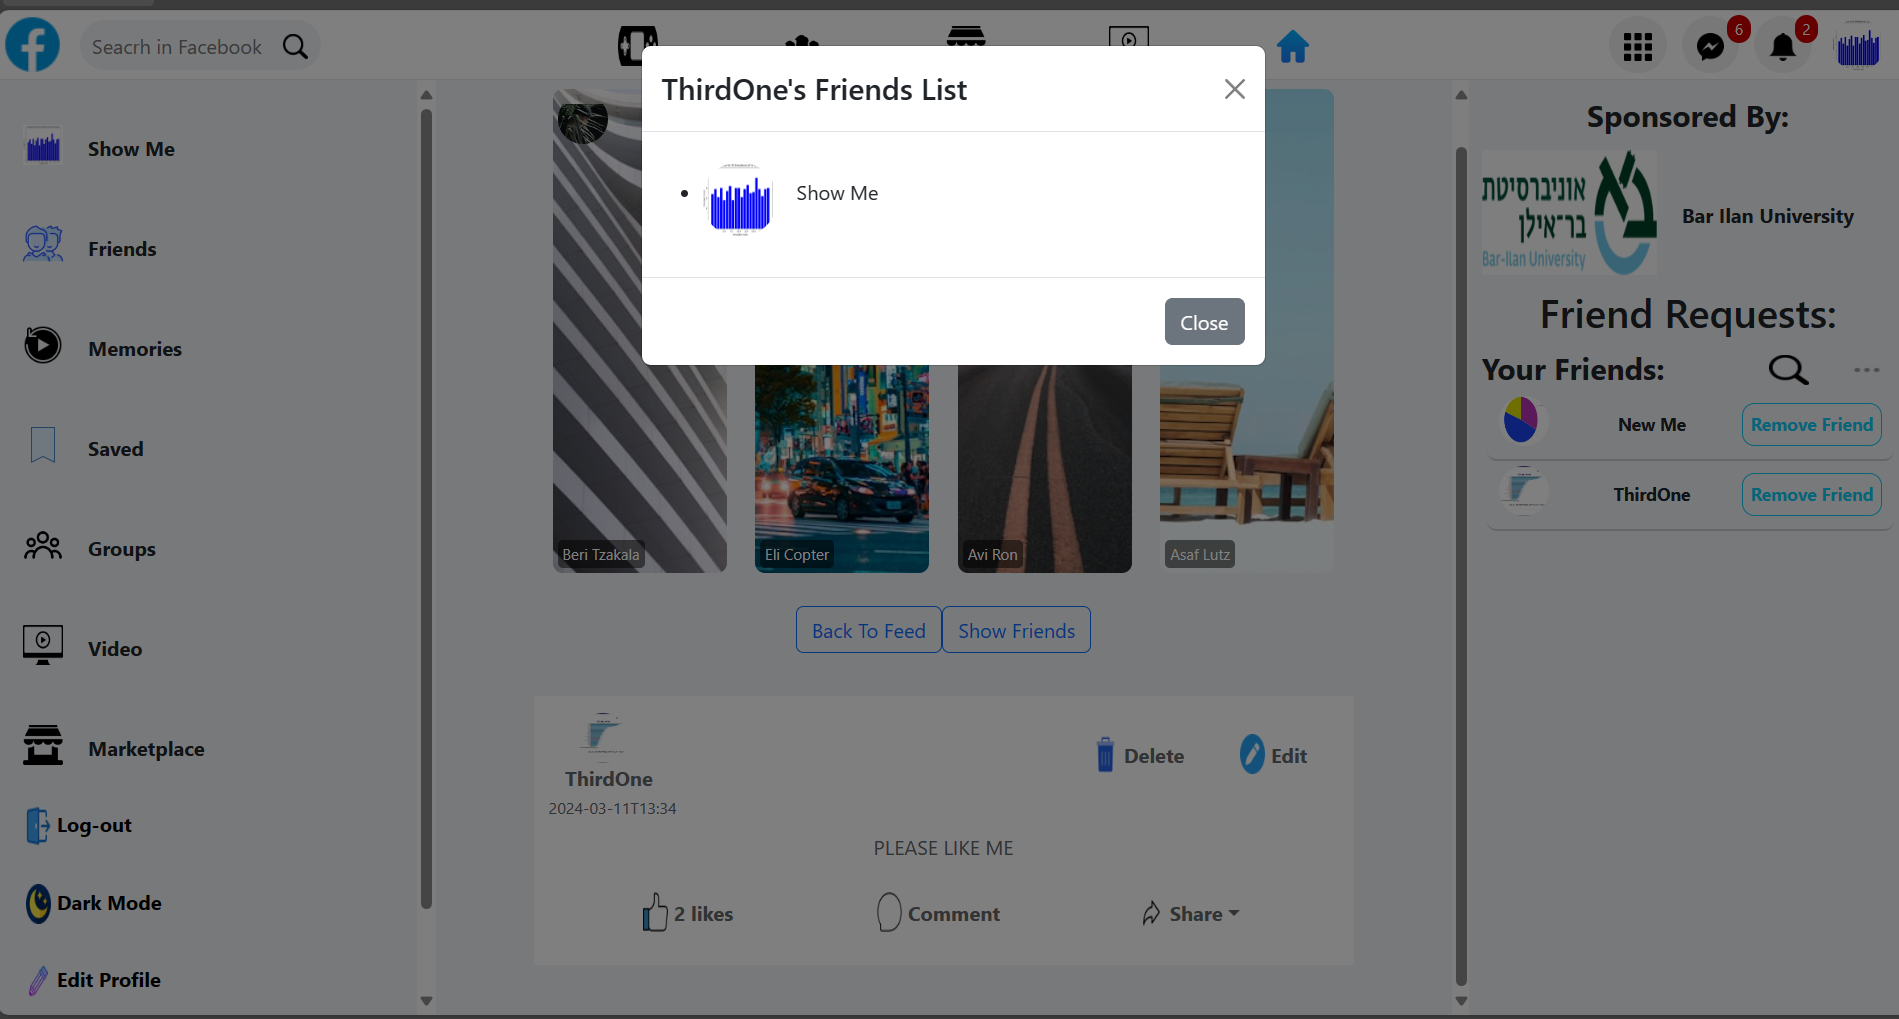 Seacrh in Facebook
6
2
ThirdOne's Friends List
Show Me
Close
Show Me
Friends
Memories
Saved
Groups
Video
Marketplace
Log-out
Dark Mode
Edit Profile
Beri Tzakala
Eli Copter
Avi Ron
Asaf Lutz
Back To Feed
Show Friends
ThirdOne
2024-03-11T13:34
Delete
Edit
PLEASE LIKE ME
2 likes
Comment
Share
Sponsored By:
אוניברסיטת
בר־אילן
Bar-Ilan University
Bar Ilan University
Friend Requests:
Your Friends:
New Me
Remove Friend
ThirdOne
Remove Friend